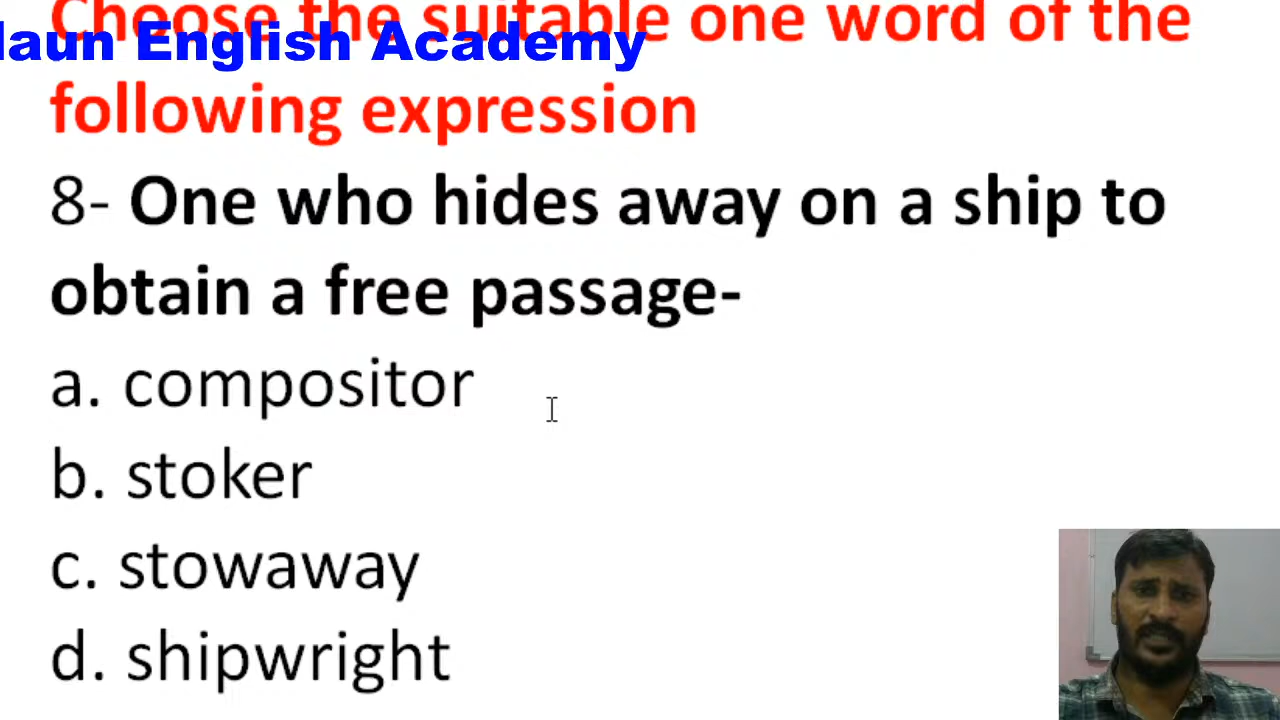 Choose the suitable one word of the
English Academy
following expression
8- One who hides away on a ship to
obtain a free passage-
a. compositor
b. stoker
c. stowaway
d. shipwright